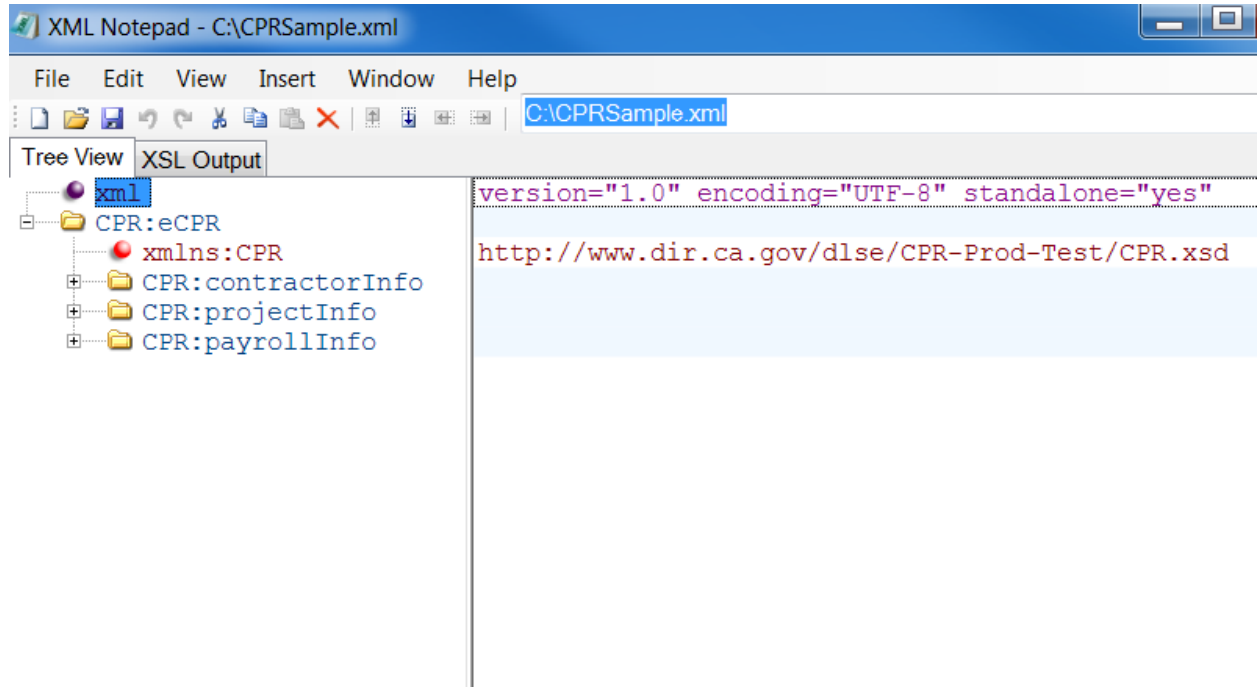 XML Notepad - C:\CPRSample.xml
File Edit View Insert Window Help
C:\CPRSample.xml
Tree View XSL Output
xml version="1.0" encoding="UTF-8" standalone="yes"
CPR:eCPR
xmlns:CPR http://www.dir.ca.gov/dlse/CPR-Prod-Test/CPR.xsd
CPR:contractorInfo
CPR:projectInfo
CPR:payrollInfo